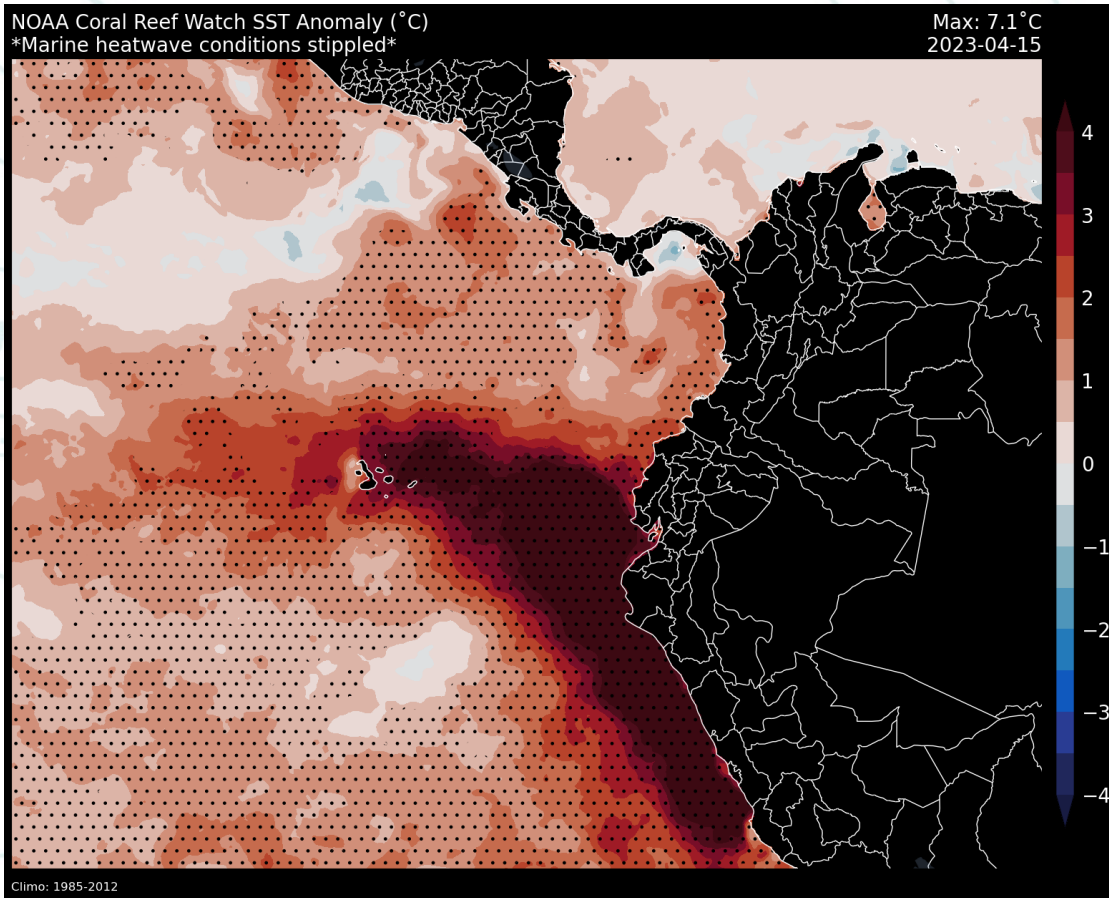 NOAA Coral Reef Watch SST Anomaly (˚C)
*Marine heatwave conditions stippled*
Max: 7.1˚C
2023-04-15
4
3
2
1
0
−1
−2
−3
−4
Climo: 1985-2012